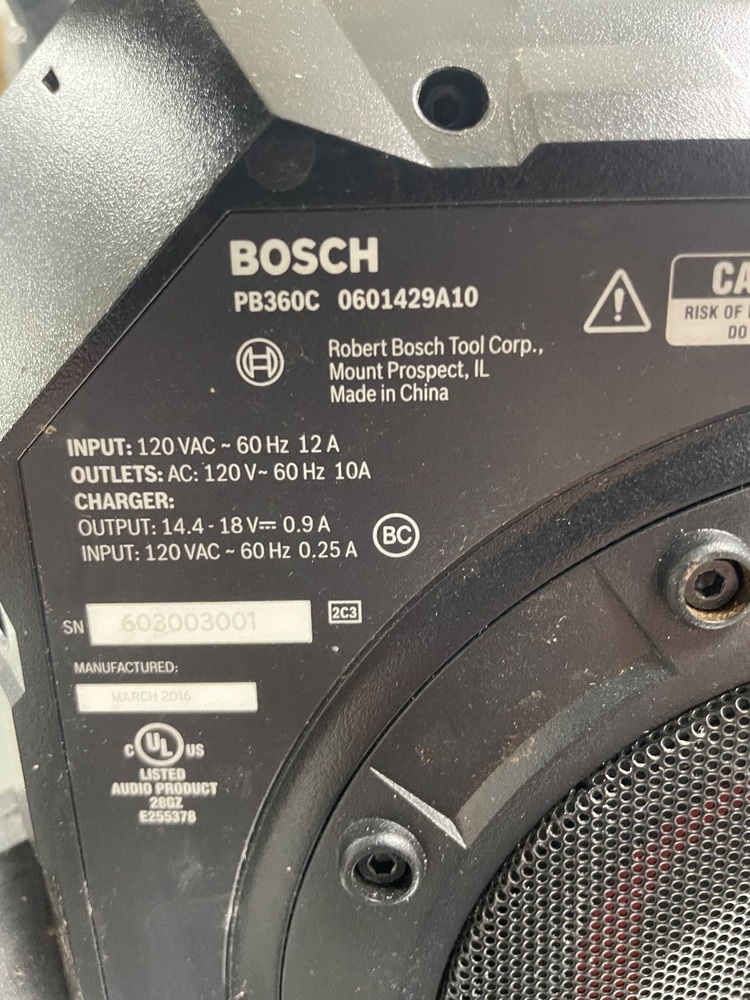 BOSCH
PB360C 0601429A10
Robert Bosch Tool Corp.,
Mount Prospect, IL
Made in China
CA
RISK OF
DO
INPUT: 120 VAC ~ 60 Hz 12 A
OUTLETS: AC: 120 V~ 60 Hz 10A
CHARGER:
OUTPUT: 14.4 - 18 V⎓ 0.9 A
INPUT: 120 VAC ~ 60 Hz 0.25 A
BC
SN 603003001 2C3
MANUFACTURED:
MARCH 2016
C UL US
LISTED
AUDIO PRODUCT
28GZ
E255378